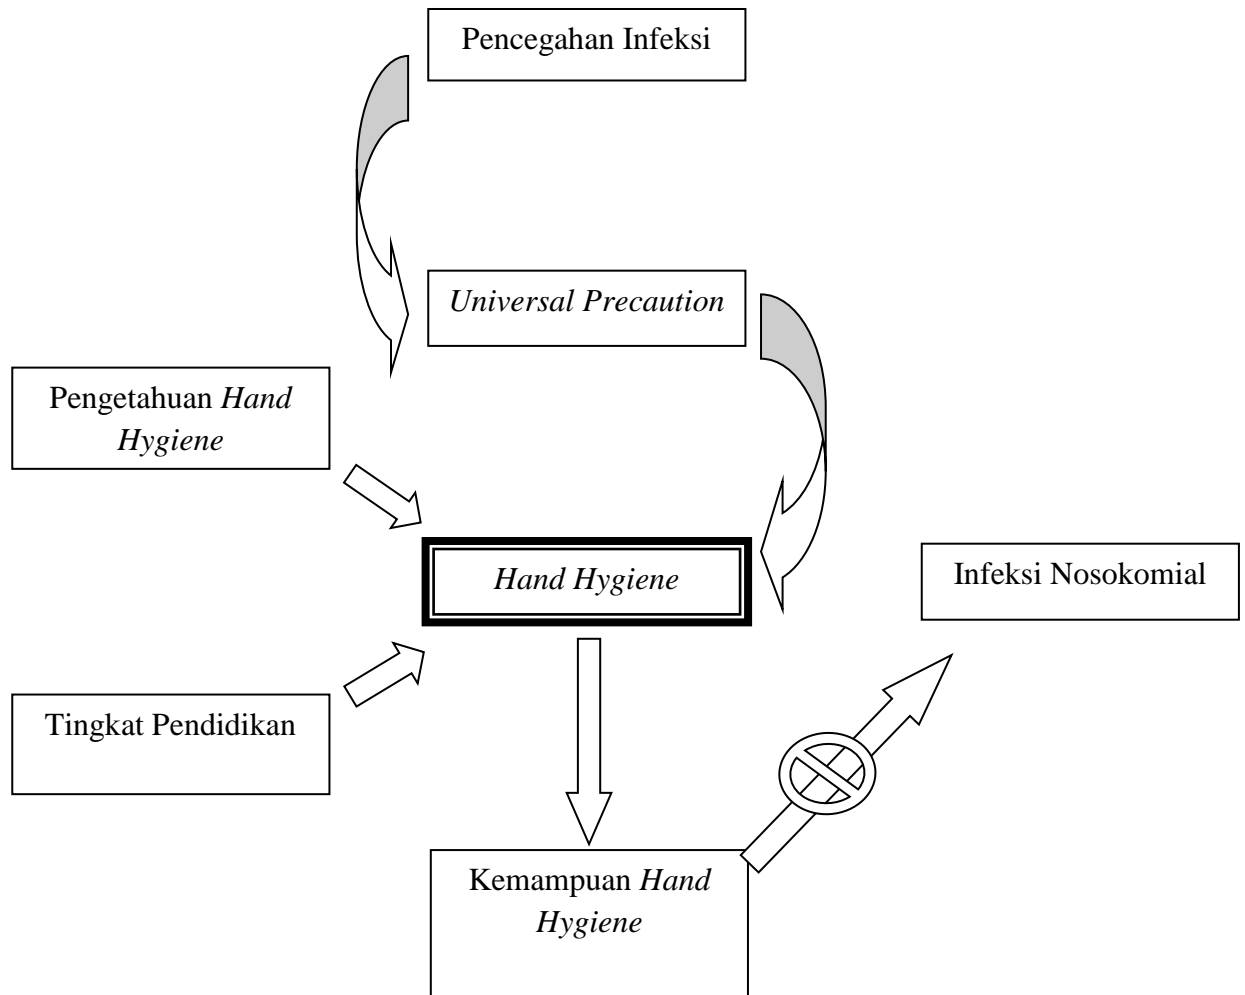 Pencegahan Infeksi
Universal Precaution
Pengetahuan Hand
Hygiene
Hand Hygiene
Infeksi Nosokomial
Tingkat Pendidikan
Kemampuan Hand
Hygiene